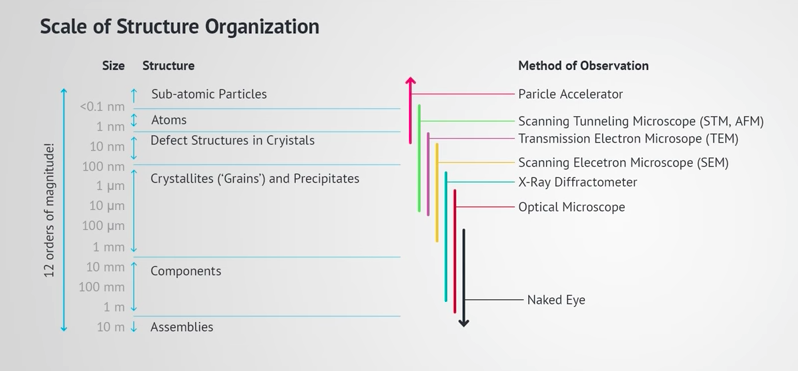 Scale of Structure Organization
Size
Structure
Method of Observation
12 orders of magnitude!
<0.1 nm
1 nm
10 nm
100 nm
1 µm
10 µm
100 µm
1 mm
10 mm
100 mm
1 m
10 m
Sub-atomic Particles
Atoms
Defect Structures in Cryistals
Crystallites (‘Grains’) and Precipitates
Components
Assemblies
Paricle Accelerator
Scanning Tunneling Microscope (STM, AFM)
Transmission Electron Microsope (TEM)
Scanning Elecetron Microscope (SEM)
X-Ray Diffractometer
Optical Microscope
Naked Eye